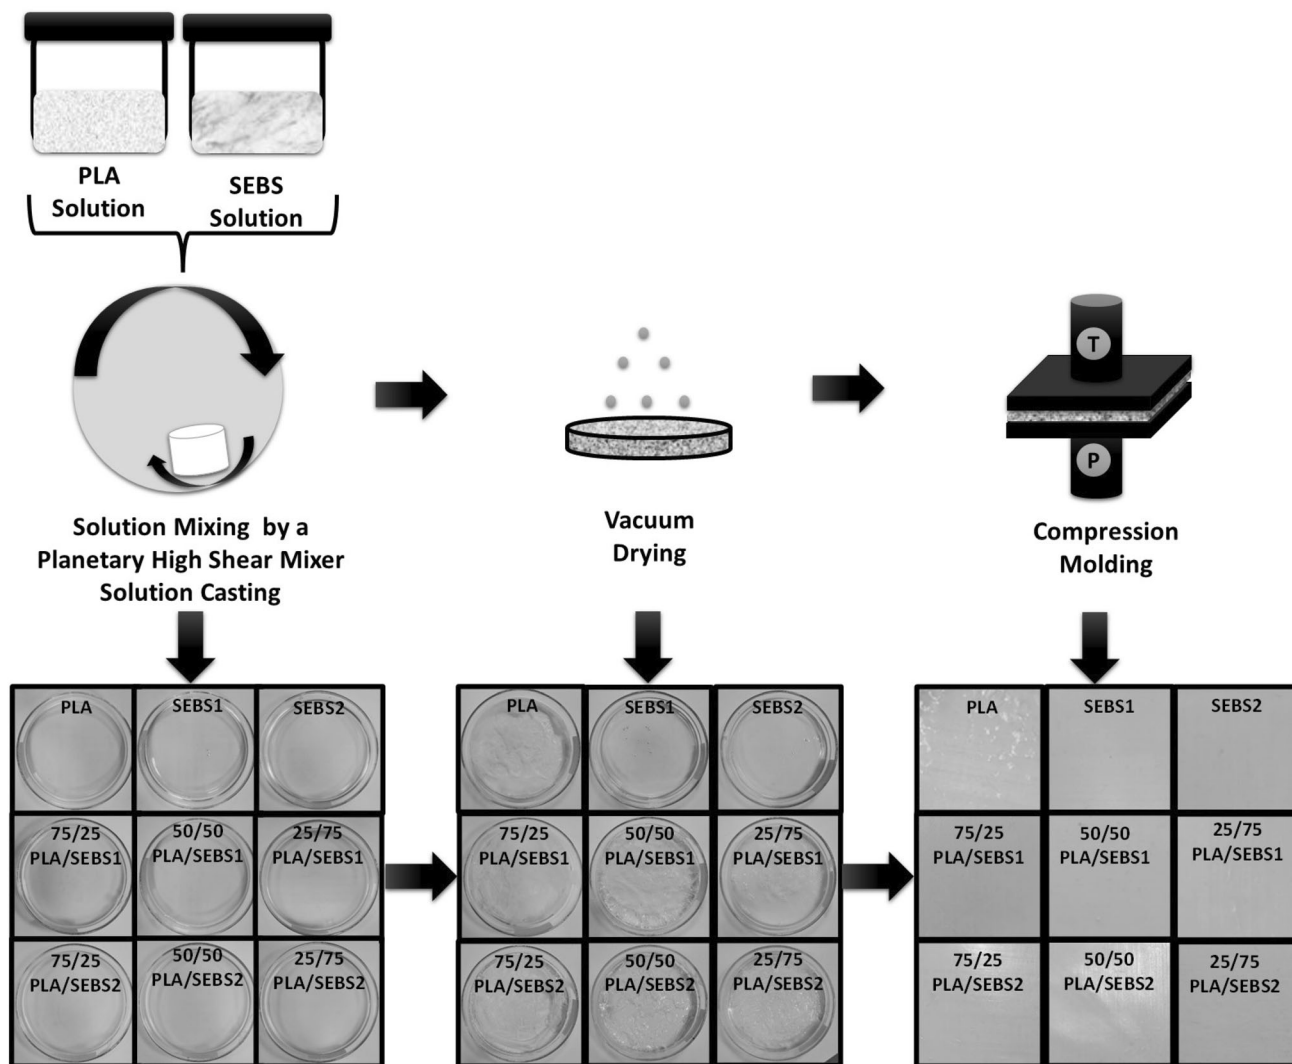 PLA
Solution
SEBS
Solution
Solution Mixing by a
Planetary High Shear Mixer
Solution Casting
Vacuum
Drying
T
P
Compression
Molding
PLA
SEBS1
SEBS2
75/25
PLA/SEBS1
50/50
PLA/SEBS1
25/75
PLA/SEBS1
75/25
PLA/SEBS2
50/50
PLA/SEBS2
25/75
PLA/SEBS2
PLA
SEBS1
SEBS2
75/25
PLA/SEBS1
50/50
PLA/SEBS1
25/75
PLA/SEBS1
75/25
PLA/SEBS2
50/50
PLA/SEBS2
25/75
PLA/SEBS2
PLA
SEBS1
SEBS2
75/25
PLA/SEBS1
50/50
PLA/SEBS1
25/75
PLA/SEBS1
75/25
PLA/SEBS2
50/50
PLA/SEBS2
25/75
PLA/SEBS2